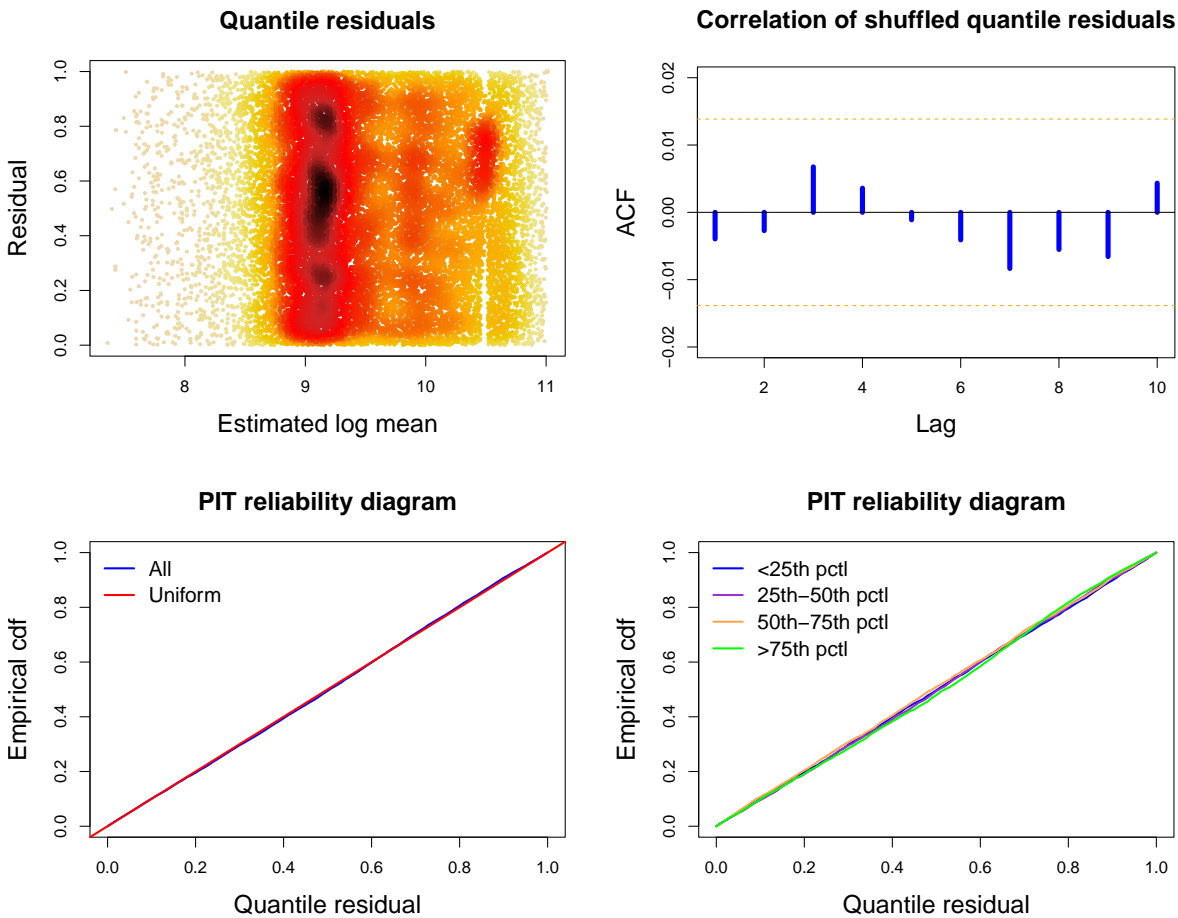 Quantile residuals
Residual
0.0 0.2 0.4 0.6 0.8 1.0
8 9 10 11
Estimated log mean
Correlation of shuffled quantile residuals
ACF
−0.02 −0.01 0.00 0.01 0.02
2 4 6 8 10
Lag
PIT reliability diagram
Empirical cdf
0.0 0.2 0.4 0.6 0.8 1.0
All
Uniform
0.0 0.2 0.4 0.6 0.8 1.0
Quantile residual
PIT reliability diagram
Empirical cdf
0.0 0.2 0.4 0.6 0.8 1.0
<25th pctl
25th−50th pctl
50th−75th pctl
>75th pctl
0.0 0.2 0.4 0.6 0.8 1.0
Quantile residual